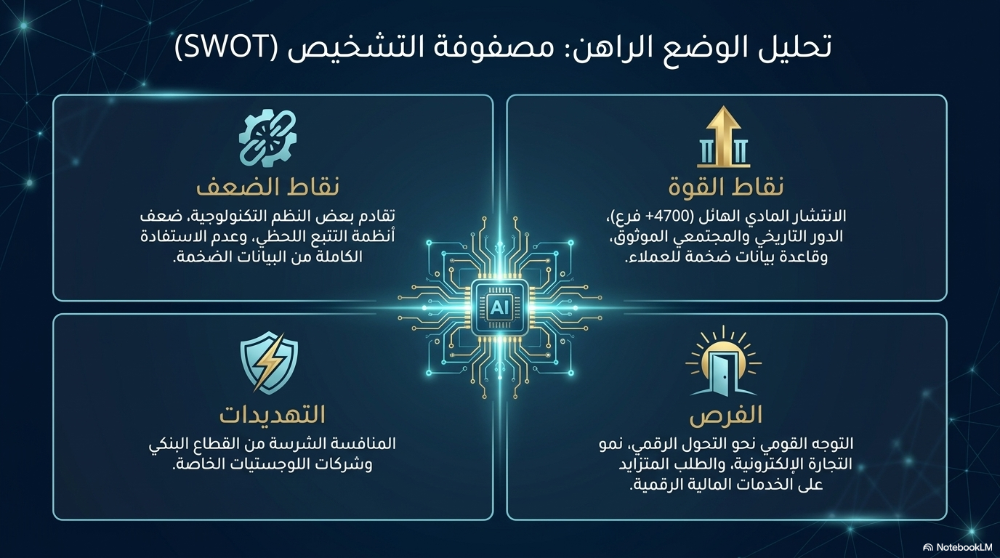 تحليل الوضع الراهن: مصفوفة التشخيص (SWOT)
نقاط القوة
الانتشار المادي الهائل (4700+ فرع)،
الدور التاريخي والمجتمعي الموثوق،
وقاعدة بيانات ضخمة للعملاء.
نقاط الضعف
تقادم بعض النظم التكنولوجية، ضعف
أنظمة التتبع اللحظي، وعدم الاستفادة
الكاملة من البيانات الضخمة.
AI
الفرص
التوجه القومي نحو التحول الرقمي، نمو
التجارة الإلكترونية، والطلب المتزايد
على الخدمات المالية الرقمية.
التهديدات
المنافسة الشرسة من القطاع البنكي
وشركات اللوجستيات الخاصة.
NotebookLM